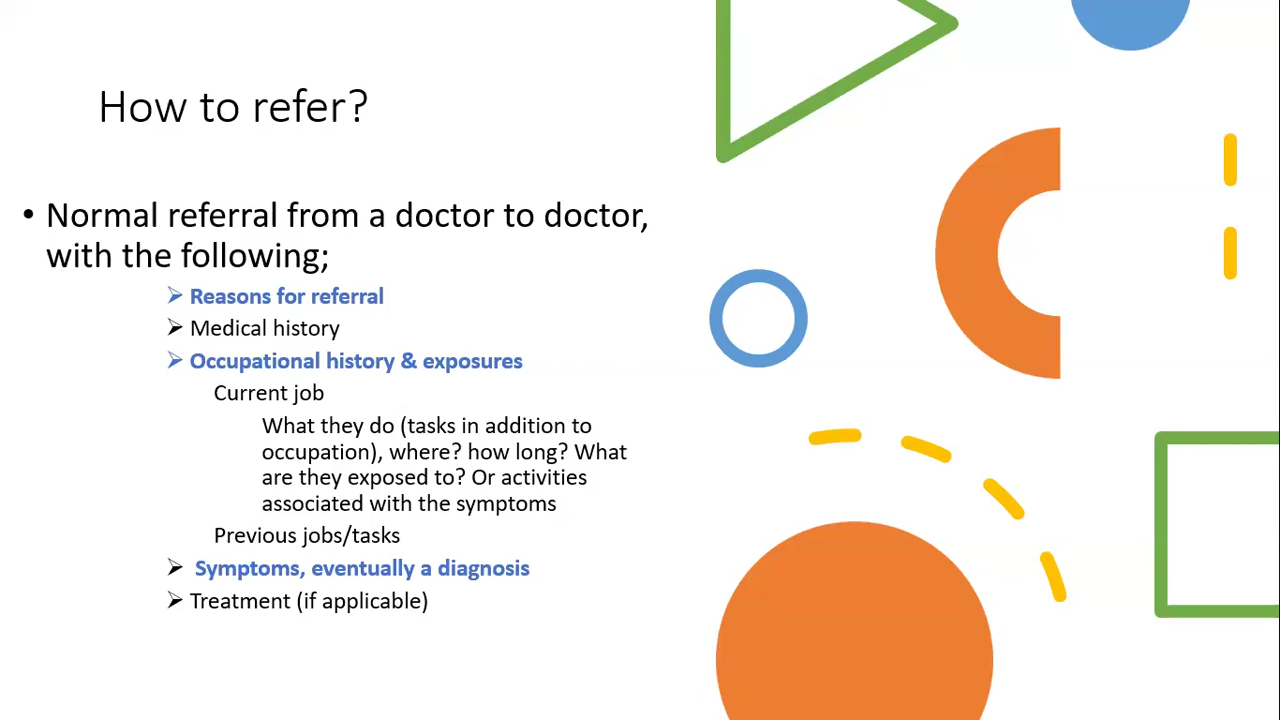 How to refer?
• Normal referral from a doctor to doctor,
with the following;
➢ Reasons for referral
➢ Medical history
➢ Occupational history & exposures
Current job
What they do (tasks in addition to
occupation), where? how long? What
are they exposed to? Or activities
associated with the symptoms
Previous jobs/tasks
➢ Symptoms, eventually a diagnosis
➢ Treatment (if applicable)